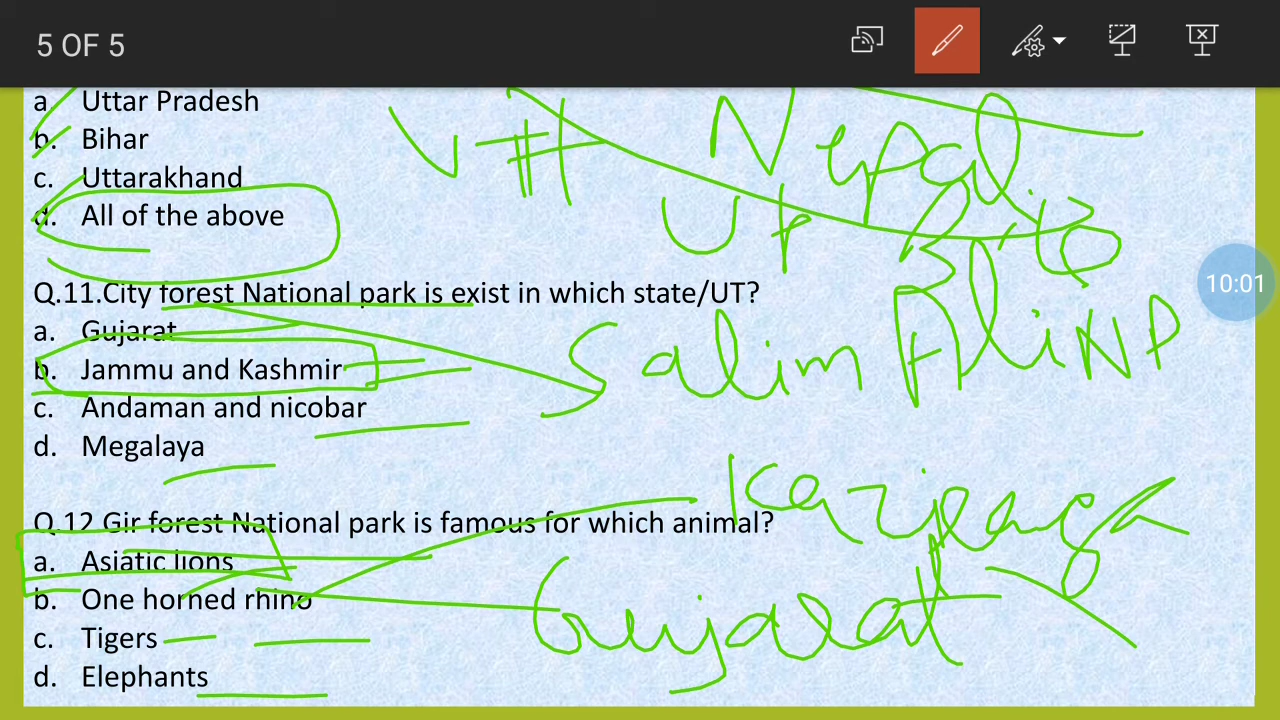 5 OF 5
a. Uttar Pradesh
b. Bihar
c. Uttarakhand
d. All of the above
Nepal
UP
Q.11.City forest National park is exist in which state/UT?
10:01
a. Gujarat
b. Jammu and Kashmir
Salim Ali NP
c. Andaman and nicobar
d. Megalaya
Kaziranga
Q.12 Gir forest National park is famous for which animal?
a. Asiatic lions
b. One horned rhino
Gujarat
c. Tigers
d. Elephants